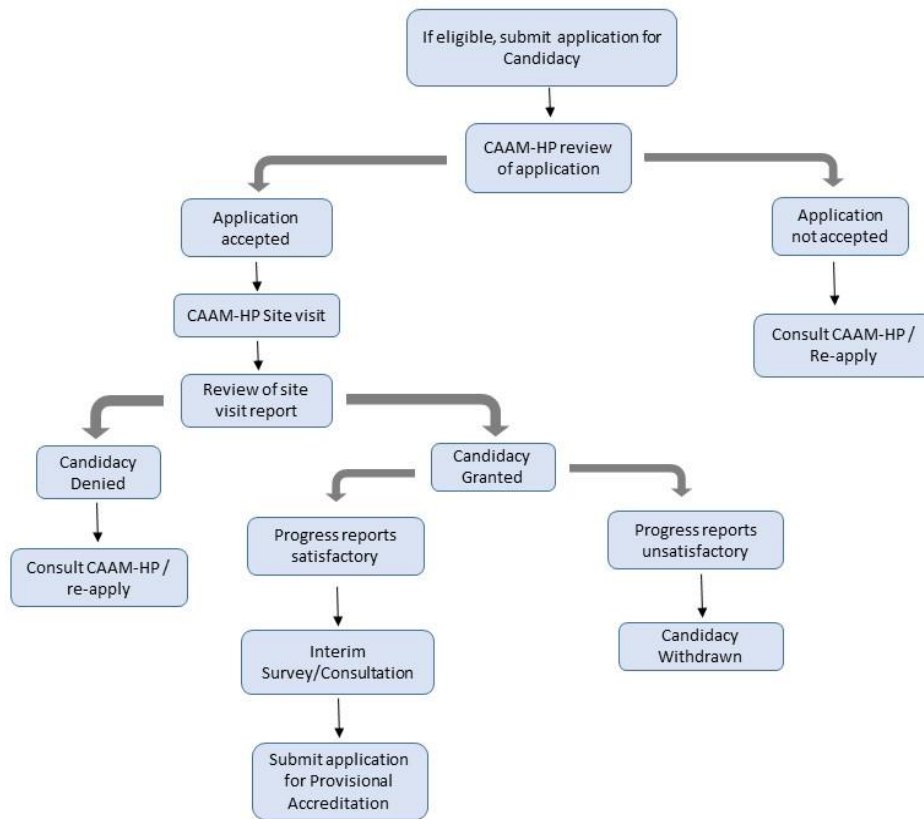 If eligible, submit application for
Candidacy
CAAM-HP review
of application
Application
accepted
Application
not accepted
CAAM-HP Site visit
Consult CAAM-HP /
Re-apply
Review of site
visit report
Candidacy
Denied
Candidacy
Granted
Progress reports
satisfactory
Progress reports
unsatisfactory
Consult CAAM-HP /
re-apply
Interim
Survey/Consultation
Candidacy
Withdrawn
Submit application
for Provisional
Accreditation